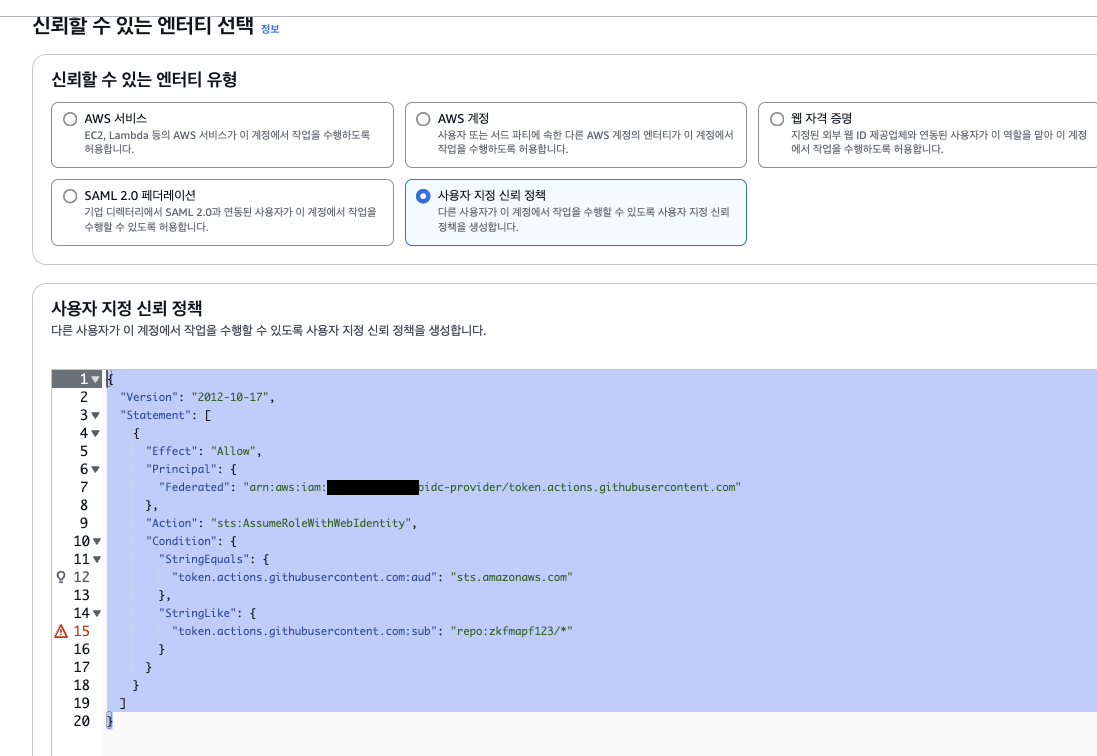 신뢰할 수 있는 엔터티 선택 정보
신뢰할 수 있는 엔터티 유형
AWS 서비스
EC2, Lambda 등의 AWS 서비스가 이 계정에서 작업을 수행하도록
허용합니다.
AWS 계정
사용자 또는 서드 파티에 속한 다른 AWS 계정의 엔터티가 이 계정에서
작업을 수행하도록 허용합니다.
웹 자격 증명
지정된 외부 웹 ID 제공업체와 연동된 사용자가 이 역할을 맡아 이 계정
에서 작업을 수행하도록 허용합니다.
SAML 2.0 페더레이션
기업 디렉터리에서 SAML 2.0과 연동된 사용자가 이 계정에서 작업을
수행할 수 있도록 허용합니다.
사용자 지정 신뢰 정책
다른 사용자가 이 계정에서 작업을 수행할 수 있도록 사용자 지정 신뢰
정책을 생성합니다.
사용자 지정 신뢰 정책
다른 사용자가 이 계정에서 작업을 수행할 수 있도록 사용자 지정 신뢰 정책을 생성합니다.
1 {
2 "Version": "2012-10-17",
3 "Statement": [
4 {
5 "Effect": "Allow",
6 "Principal": {
7 "Federated": "arn:aws:iam: oidc-provider/token.actions.githubusercontent.com"
8 },
9 "Action": "sts:AssumeRoleWithWebIdentity",
10 "Condition": {
11 "StringEquals": {
12 "token.actions.githubusercontent.com:aud": "sts.amazonaws.com"
13 },
14 "StringLike": {
15 "token.actions.githubusercontent.com:sub": "repo:zkfmapf123/*"
16 }
17 }
18 }
19 ]
20 }